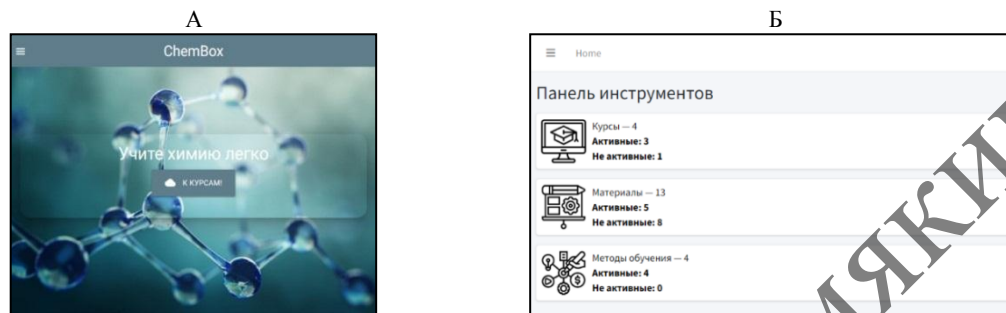 А
Б
ChemBox
Учите химию легко
К КУРСАМ!
Home
Панель инструментов
Курсы — 4
Активные: 3
Не активные: 1
Материалы — 13
Активные: 5
Не активные: 8
Методы обучения — 4
Активные: 4
Не активные: 0